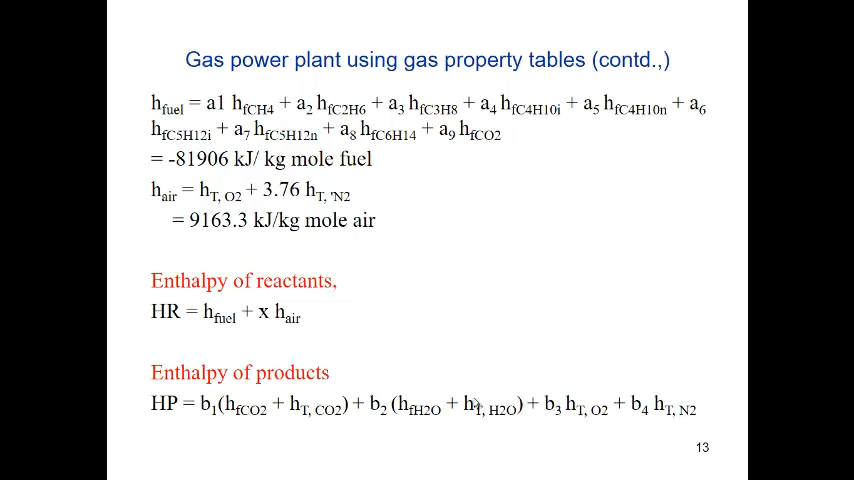 Gas power plant using gas property tables (contd.,)
h_fuel = a1 h_fCH4 + a_2 h_fC2H6 + a_3 h_fC3H8 + a_4 h_fC4H10i + a_5 h_fC4H10n + a_6
h_fC5H12i + a_7 h_fC5H12n + a_8 h_fC6H14 + a_9 h_fCO2
= -81906 kJ/ kg mole fuel
h_air = h_T, O2 + 3.76 h_T, 'N2
= 9163.3 kJ/kg mole air
Enthalpy of reactants,
HR = h_fuel + x h_air
Enthalpy of products
HP = b_1(h_fCO2 + h_T, CO2) + b_2 (h_fH2O + h_T, H2O) + b_3 h_T, O2 + b_4 h_T, N2
13